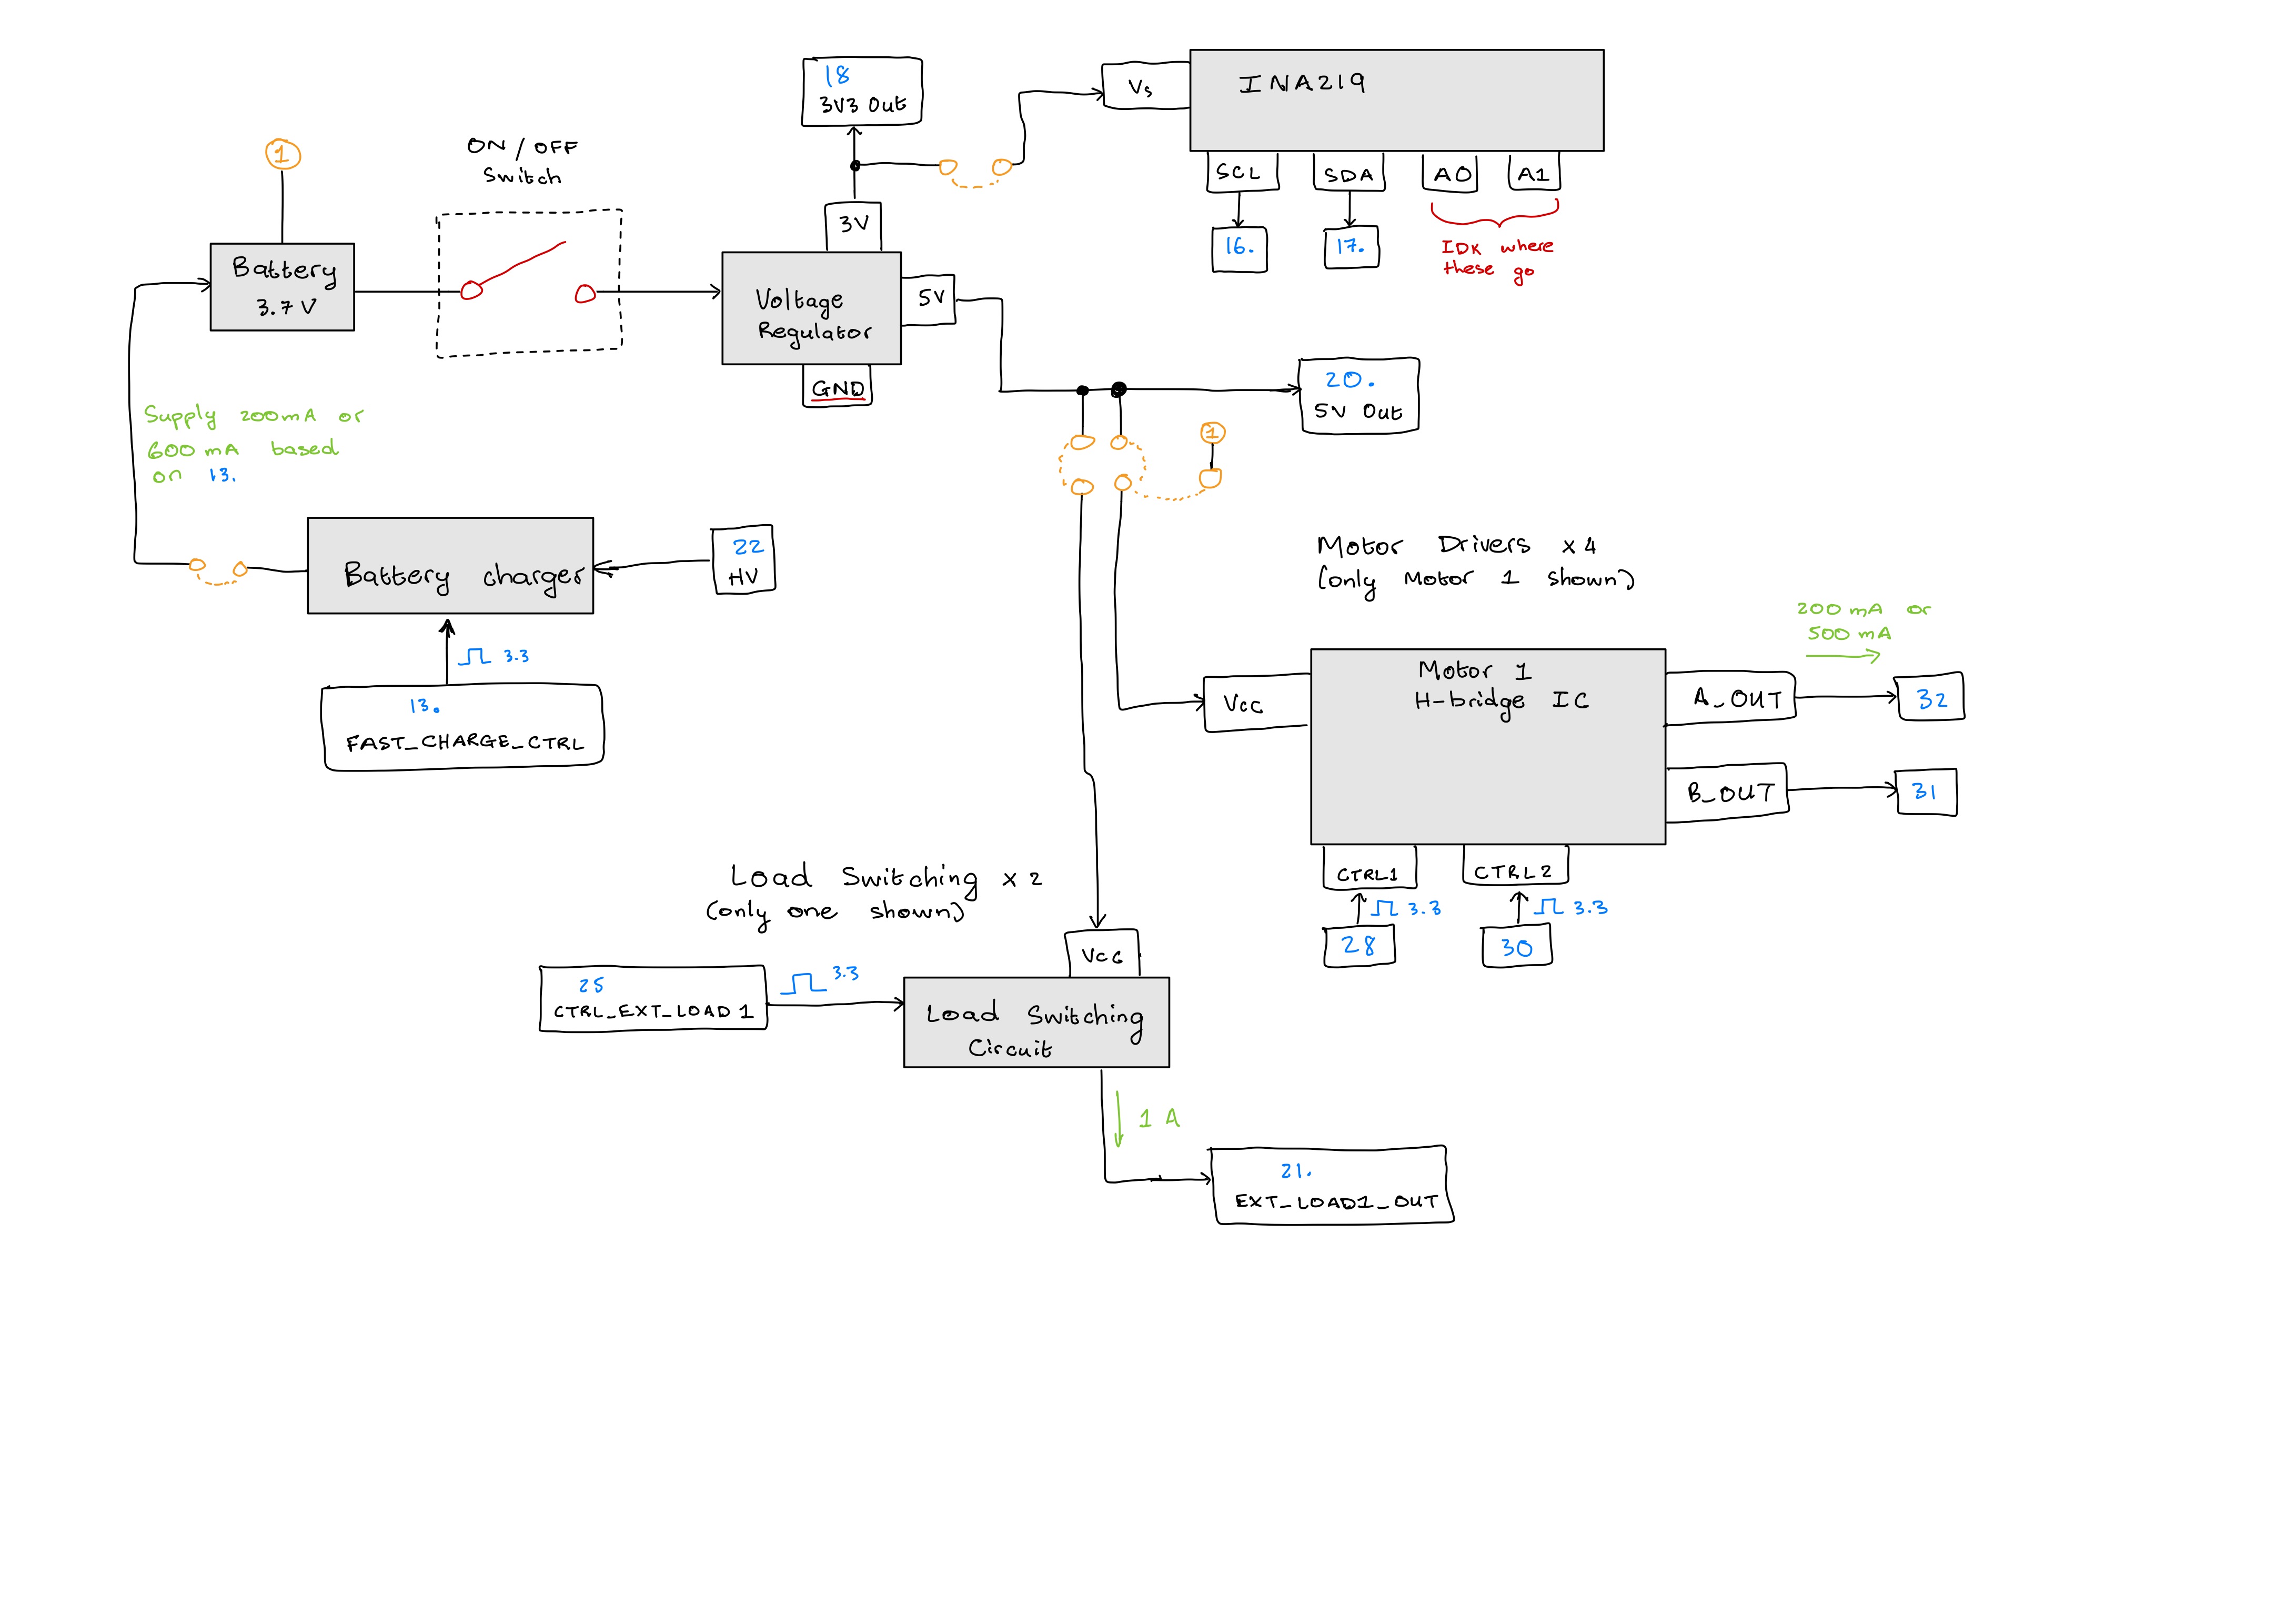 18
3V3 Out
Vs
INA219
SCL
SDA
A0
A1
16.
17.
IDK where
these go
1
ON / OFF
Switch
Battery
3.7 V
3V
Voltage
Regulator
5V
GND
20.
5V Out
1
Supply 200mA or
600 mA based
on 13.
Battery charger
22
HV
3.3
13.
FAST_CHARGE_CTRL
Motor Drivers x 4
(only Motor 1 shown)
200 mA or
500 mA
Vcc
Motor 1
H-bridge IC
A_OUT
32
B_OUT
31
CTRL1
CTRL2
3.3
3.3
28
30
Load Switching x 2
(only one shown)
Vcc
25
CTRL_EXT_LOAD 1
3.3
Load Switching
Circuit
1 A
21.
EXT_LOAD1_OUT